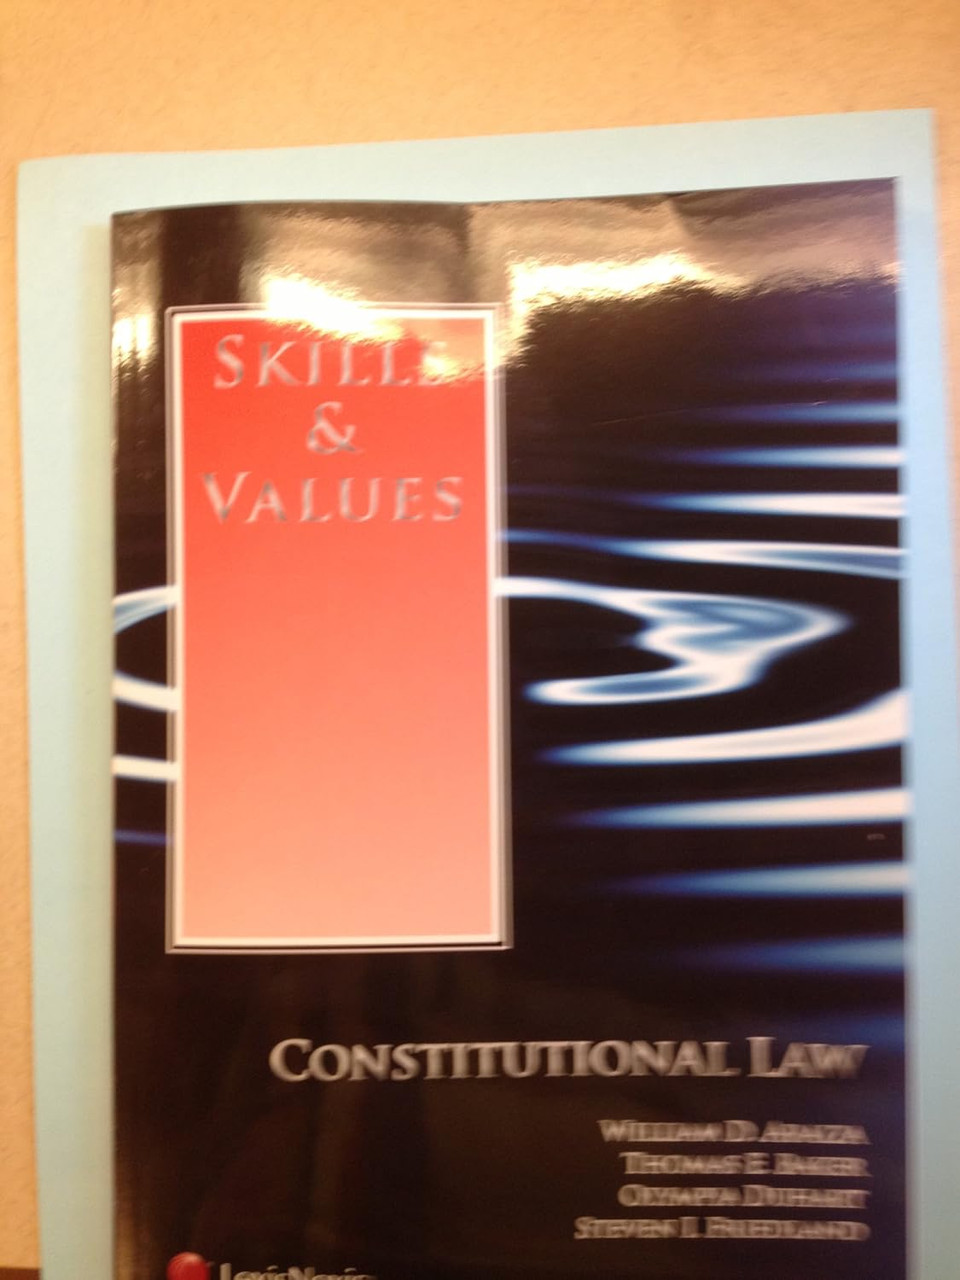 SKILLS
&
VALUES
CONSTITUTIONAL LAW
WILLIAM D. ARAIZA
THOMAS E. BAKER
OLYMPIA DUHART
STEVEN I. FRIEDLAND
LexisNexis